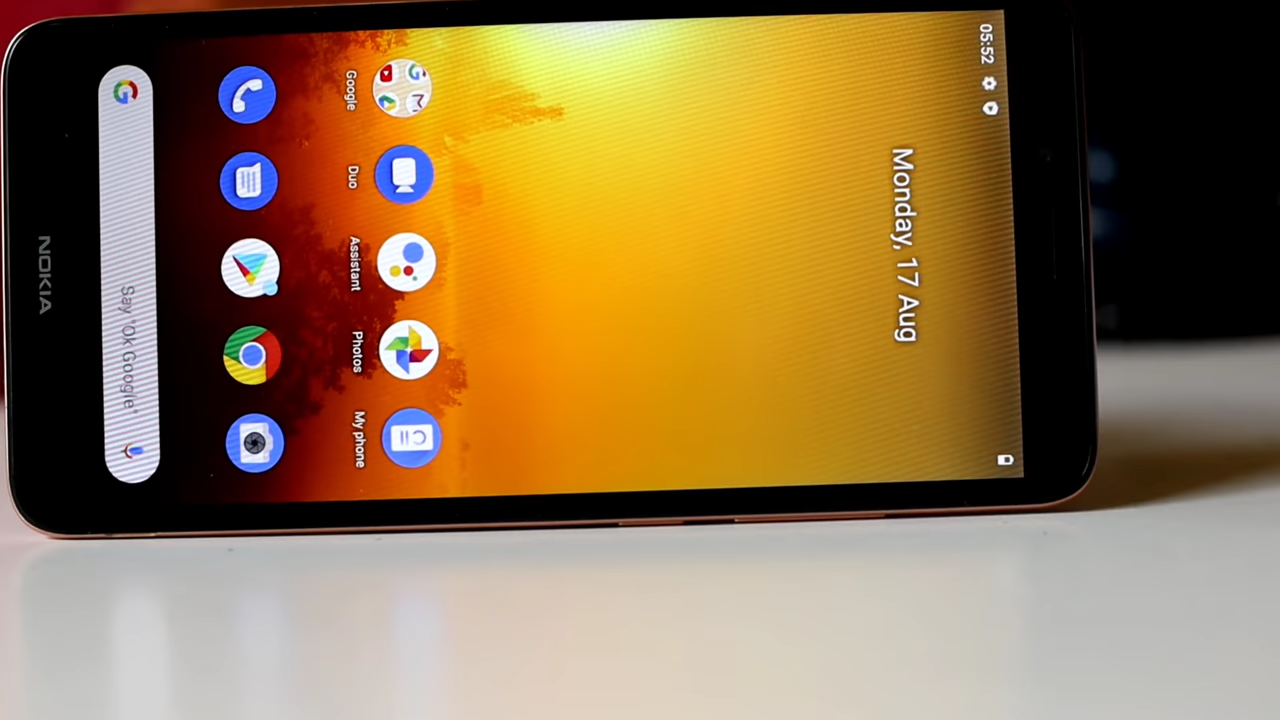 05:52
Monday, 17 Aug
Google
Duo
Assistant
Photos
My phone
Say "Ok Google"
NOKIA